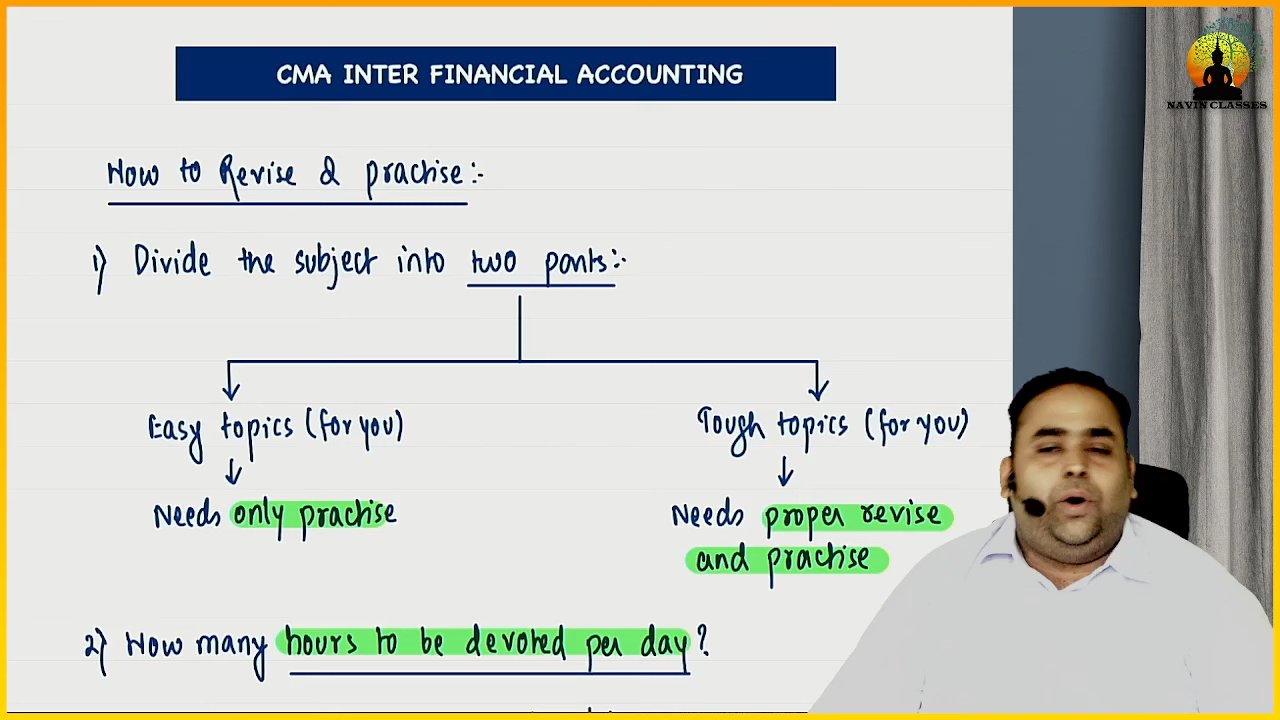 CMA INTER FINANCIAL ACCOUNTING
NAVIN CLASSES
How to Revise & practise:-
1) Divide the subject into two parts:-
Easy topics (for you)
Tough topics (for you)
Needs only practise
Needs proper revise
and practise
2) How many hours to be devoted per day?